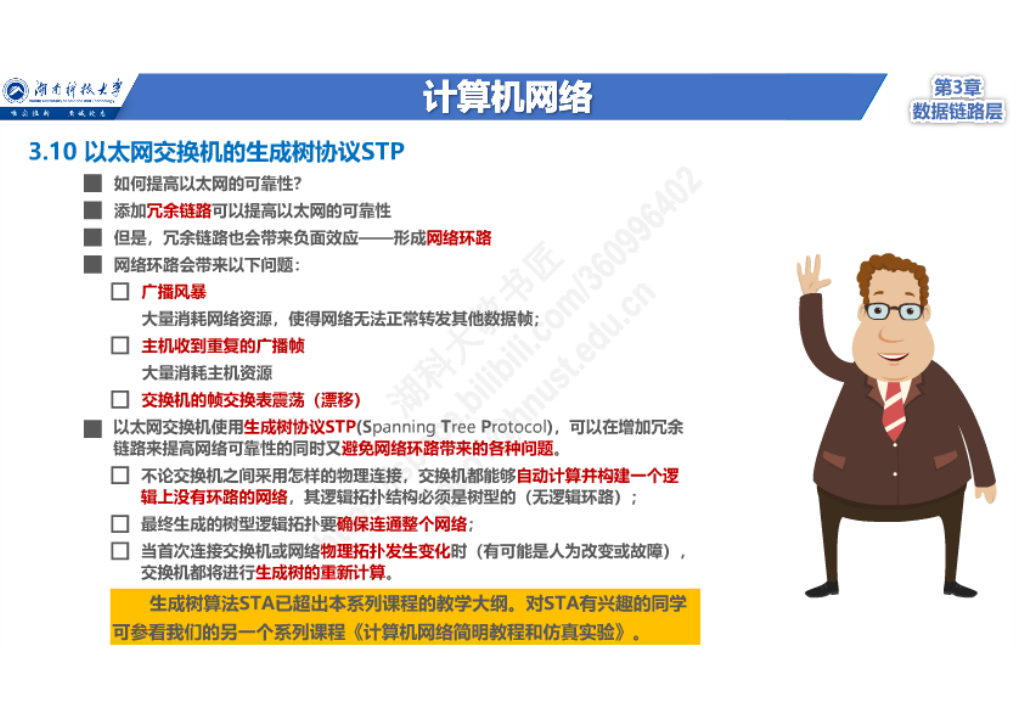 湖南科技大学
计算机网络
第3章
数据链路层
3.10 以太网交换机的生成树协议STP
如何提高以太网的可靠性？
添加冗余链路可以提高以太网的可靠性
但是，冗余链路也会带来负面效应——形成网络环路
网络环路会带来以下问题：
广播风暴
大量消耗网络资源，使得网络无法正常转发其他数据帧；
主机收到重复的广播帧
大量消耗主机资源
交换机的帧交换表震荡（漂移）
以太网交换机使用生成树协议STP(Spanning Tree Protocol)，可以在增加冗余
链路来提高网络可靠性的同时又避免网络环路带来的各种问题。
不论交换机之间采用怎样的物理连接，交换机都能够自动计算并构建一个逻
辑上没有环路的网络，其逻辑拓扑结构必须是树型的（无逻辑环路）；
最终生成的树型逻辑拓扑要确保连通整个网络；
当首次连接交换机或网络物理拓扑发生变化时（有可能是人为改变或故障），
交换机都将进行生成树的重新计算。
生成树算法STA已超出本系列课程的教学大纲。对STA有兴趣的同学
可参看我们的另一个系列课程《计算机网络简明教程和仿真实验》。
湖科大教书匠
.bilibili.com/360996402
hnust.edu.cn